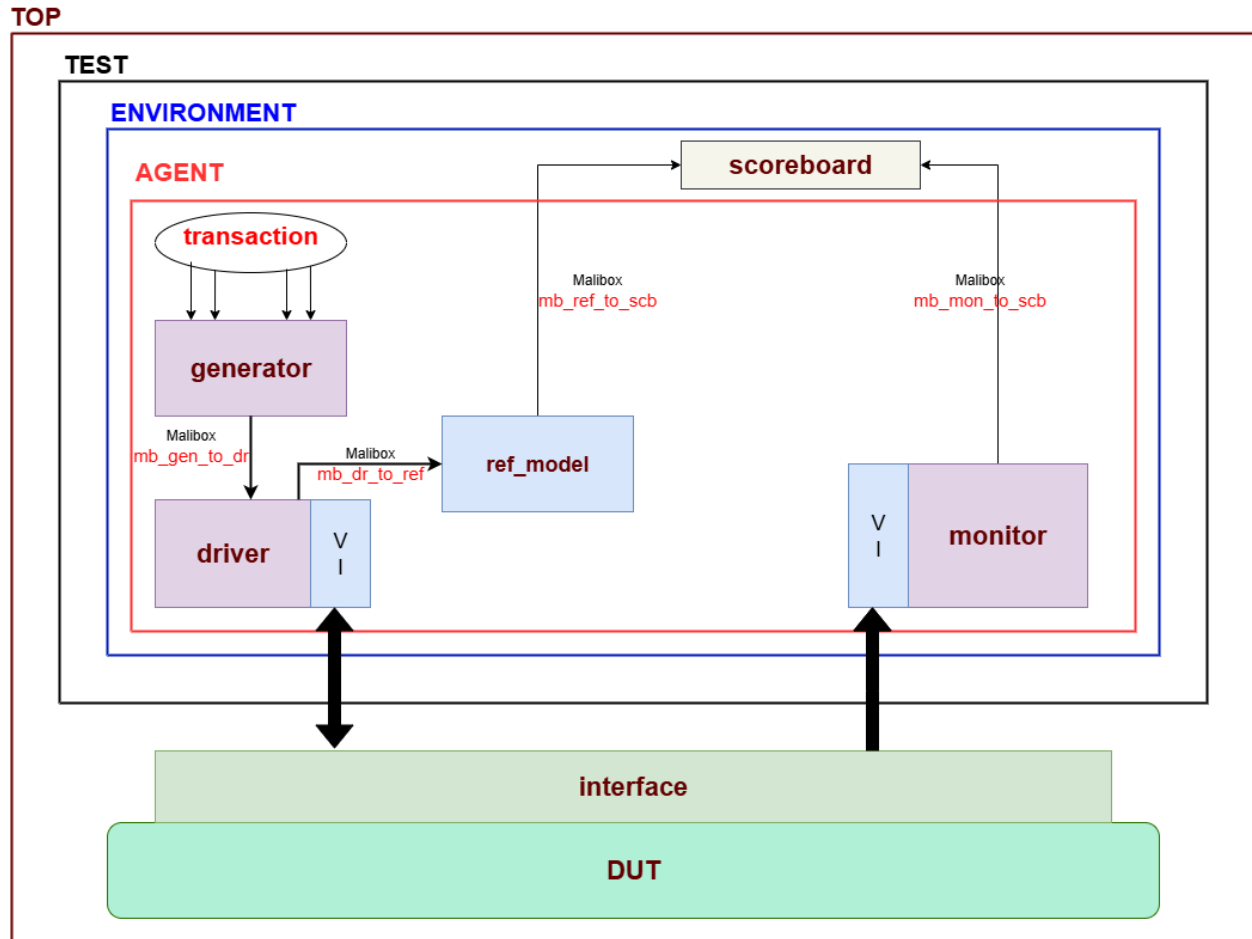 TOP
TEST
ENVIRONMENT
scoreboard
AGENT
transaction
Malibox
mb_ref_to_scb
Malibox
mb_mon_to_scb
generator
Malibox
mb_gen_to_dr
Malibox
mb_dr_to_ref
ref_model
driver
V
I
V
I
monitor
interface
DUT